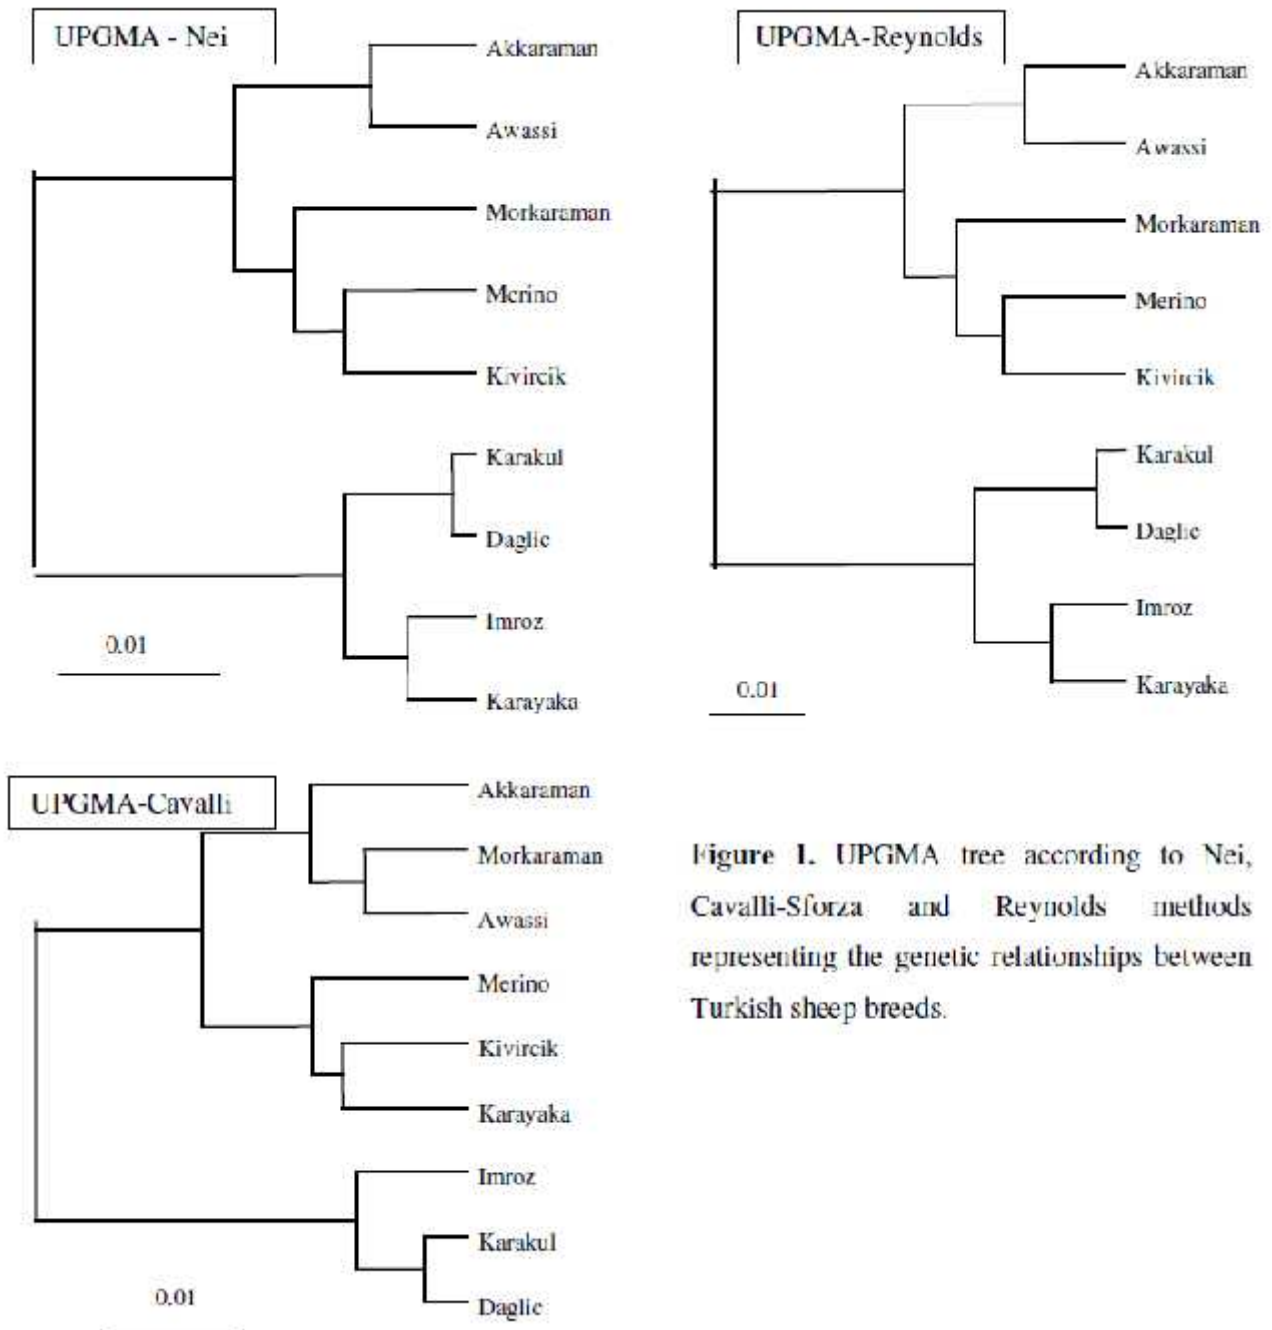 UPGMA - Nei
Akkaraman
Awassi
Morkaraman
Merino
Kivircik
Karakul
Daglic
Imroz
Karayaka
0.01
UPGMA-Reynolds
Akkaraman
Awassi
Morkaraman
Merino
Kivircik
Karakul
Daglic
Imroz
Karayaka
0.01
UPGMA-Cavalli
Akkaraman
Morkaraman
Awassi
Merino
Kivircik
Karayaka
Imroz
Karakul
Daglic
0.01
Figure 1. UPGMA tree according to Nei,
Cavalli-Sforza and Reynolds methods
representing the genetic relationships between
Turkish sheep breeds.